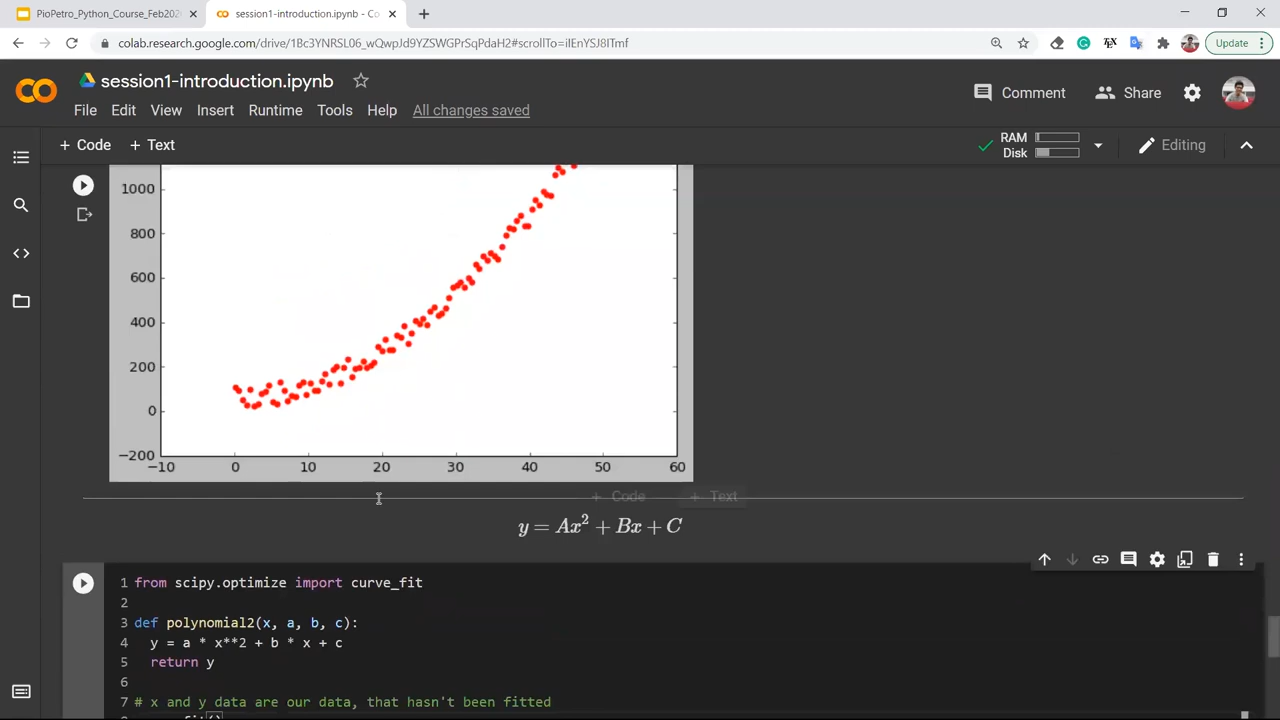 PioPetro_Python_Course_Feb202
session1-introduction.ipynb - Co
colab.research.google.com/drive/1Bc3YNRSL06_wQwpJd9YZSWGPrSqPdaH2#scrollTo=iIEnYSJ8ITmf
Update
session1-introduction.ipynb
File Edit View Insert Runtime Tools Help All changes saved
Comment Share
+ Code + Text
RAM
Disk
Editing
1000
800
600
400
200
0
−200
−10 0 10 20 30 40 50 60
+ Code + Text
y = Ax² + Bx + C
1 from scipy.optimize import curve_fit
2
3 def polynomial2(x, a, b, c):
4 y = a * x**2 + b * x + c
5 return y
6
7 # x and y data are our data, that hasn't been fitted